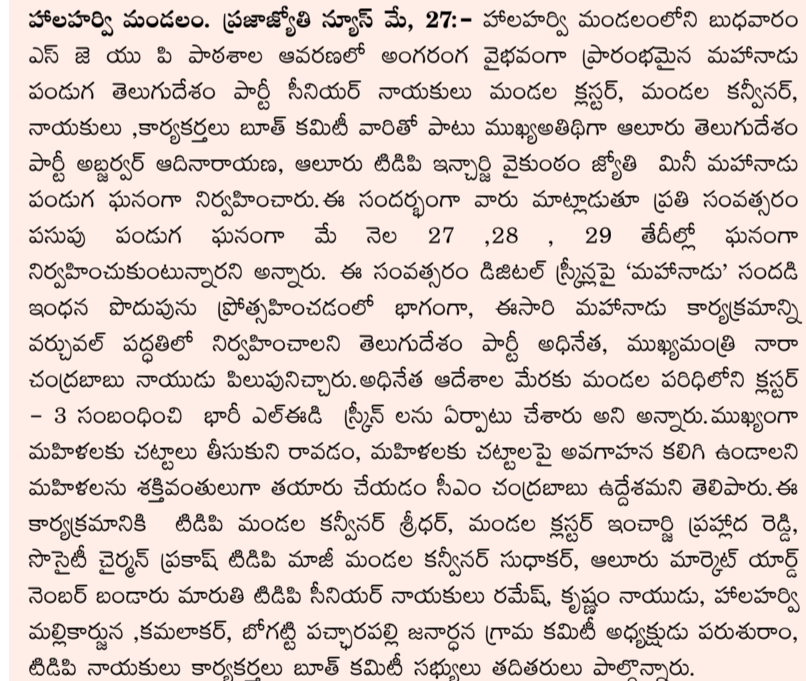 హాలహర్వి మండలం. ప్రజాజ్యోతి న్యూస్ మే, 27:- హాలహర్వి మండలంలోని బుధవారం
ఎస్ జె యు పి పాఠశాల ఆవరణలో అంగరంగ వైభవంగా ప్రారంభమైన మహానాడు
పండుగ తెలుగుదేశం పార్టీ సీనియర్ నాయకులు మండల క్లస్టర్, మండల కన్వీనర్,
నాయకులు ,కార్యకర్తలు బూత్ కమిటీ వారితో పాటు ముఖ్యఅతిథిగా ఆలూరు తెలుగుదేశం
పార్టీ అబ్జర్వర్ ఆదినారాయణ, ఆలూరు టిడిపి ఇన్చార్జి వైకుంఠం జ్యోతి మినీ మహానాడు
పండుగ ఘనంగా నిర్వహించారు.ఈ సందర్భంగా వారు మాట్లాడుతూ ప్రతి సంవత్సరం
పసుపు పండుగ ఘనంగా మే నెల 27 ,28 , 29 తేదీల్లో ఘనంగా
నిర్వహించుకుంటున్నారని అన్నారు. ఈ సంవత్సరం డిజిటల్ స్క్రీన్లపై 'మహానాడు' సందడి
ఇంధన పొదుపును ప్రోత్సహించడంలో భాగంగా, ఈసారి మహానాడు కార్యక్రమాన్ని
వర్చువల్ పద్ధతిలో నిర్వహించాలని తెలుగుదేశం పార్టీ అధినేత, ముఖ్యమంత్రి నారా
చంద్రబాబు నాయుడు పిలుపునిచ్చారు.అధినేత ఆదేశాల మేరకు మండల పరిధిలోని క్లస్టర్
– 3 సంబంధించి భారీ ఎల్ఈడి స్క్రీన్ లను ఏర్పాటు చేశారు అని అన్నారు.ముఖ్యంగా
మహిళలకు చట్టాలు తీసుకుని రావడం, మహిళలకు చట్టాలపై అవగాహన కలిగి ఉండాలని
మహిళలను శక్తివంతులుగా తయారు చేయడం సీఎం చంద్రబాబు ఉద్దేశమని తెలిపారు.ఈ
కార్యక్రమానికి టిడిపి మండల కన్వీనర్ శ్రీధర్, మండల క్లస్టర్ ఇంచార్జి ప్రహ్లాద రెడ్డి,
సొసైటీ చైర్మన్ ప్రకాష్ టిడిపి మాజీ మండల కన్వీనర్ సుధాకర్, ఆలూరు మార్కెట్ యార్డ్
నెంబర్ బండారు మారుతి టిడిపి సీనియర్ నాయకులు రమేష్, కృష్ణం నాయుడు, హాలహర్వి
మల్లికార్జున ,కమలాకర్, బోగట్టి పచ్చారపల్లి జనార్ధన గ్రామ కమిటీ అధ్యక్షుడు పరుశురాం,
టిడిపి నాయకులు కార్యకర్తలు బూత్ కమిటీ సభ్యులు తదితరులు పాల్గొన్నారు.